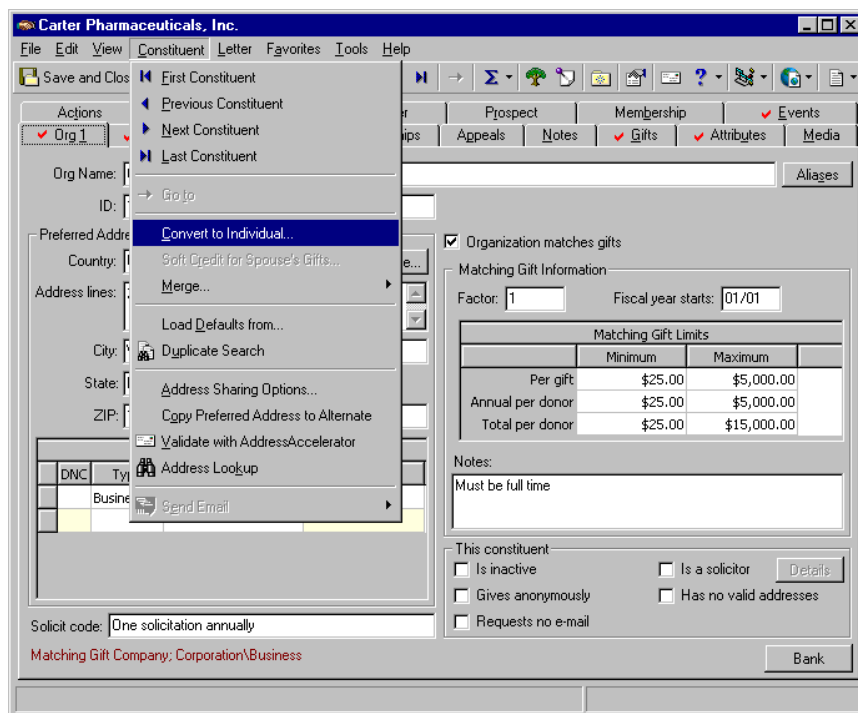 Carter Pharmaceuticals, Inc.
File Edit View Constituent Letter Favorites Tools Help
Save and Clos
First Constituent
Previous Constituent
Next Constituent
Last Constituent
Go to
Convert to Individual...
Soft Credit for Spouse's Gifts...
Merge...
Load Defaults from...
Duplicate Search
Address Sharing Options...
Copy Preferred Address to Alternate
Validate with AddressAccelerator
Address Lookup
Send Email
Actions Prospect Membership Events
Org 1 Appeals Notes Gifts Attributes Media
Org Name: Aliases
ID:
Preferred Addre
Country:
Address lines:
City:
State:
ZIP:
DNC Typ
Busine
Solicit code: One solicitation annually
Matching Gift Company; Corporation\Business
Organization matches gifts
Matching Gift Information
Factor: 1 Fiscal year starts: 01/01
Matching Gift Limits
Minimum Maximum
Per gift $25.00 $5,000.00
Annual per donor $25.00 $5,000.00
Total per donor $25.00 $15,000.00
Notes:
Must be full time
This constituent
Is inactive Is a solicitor Details
Gives anonymously Has no valid addresses
Requests no e-mail
Bank